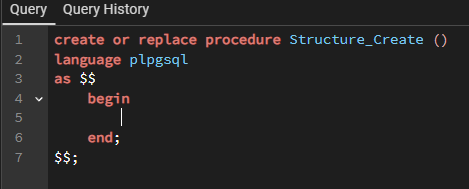 Query Query History
1 create or replace procedure Structure_Create ()
2 language plpgsql
3 as $$
4 begin
5
6 end;
7 $$;